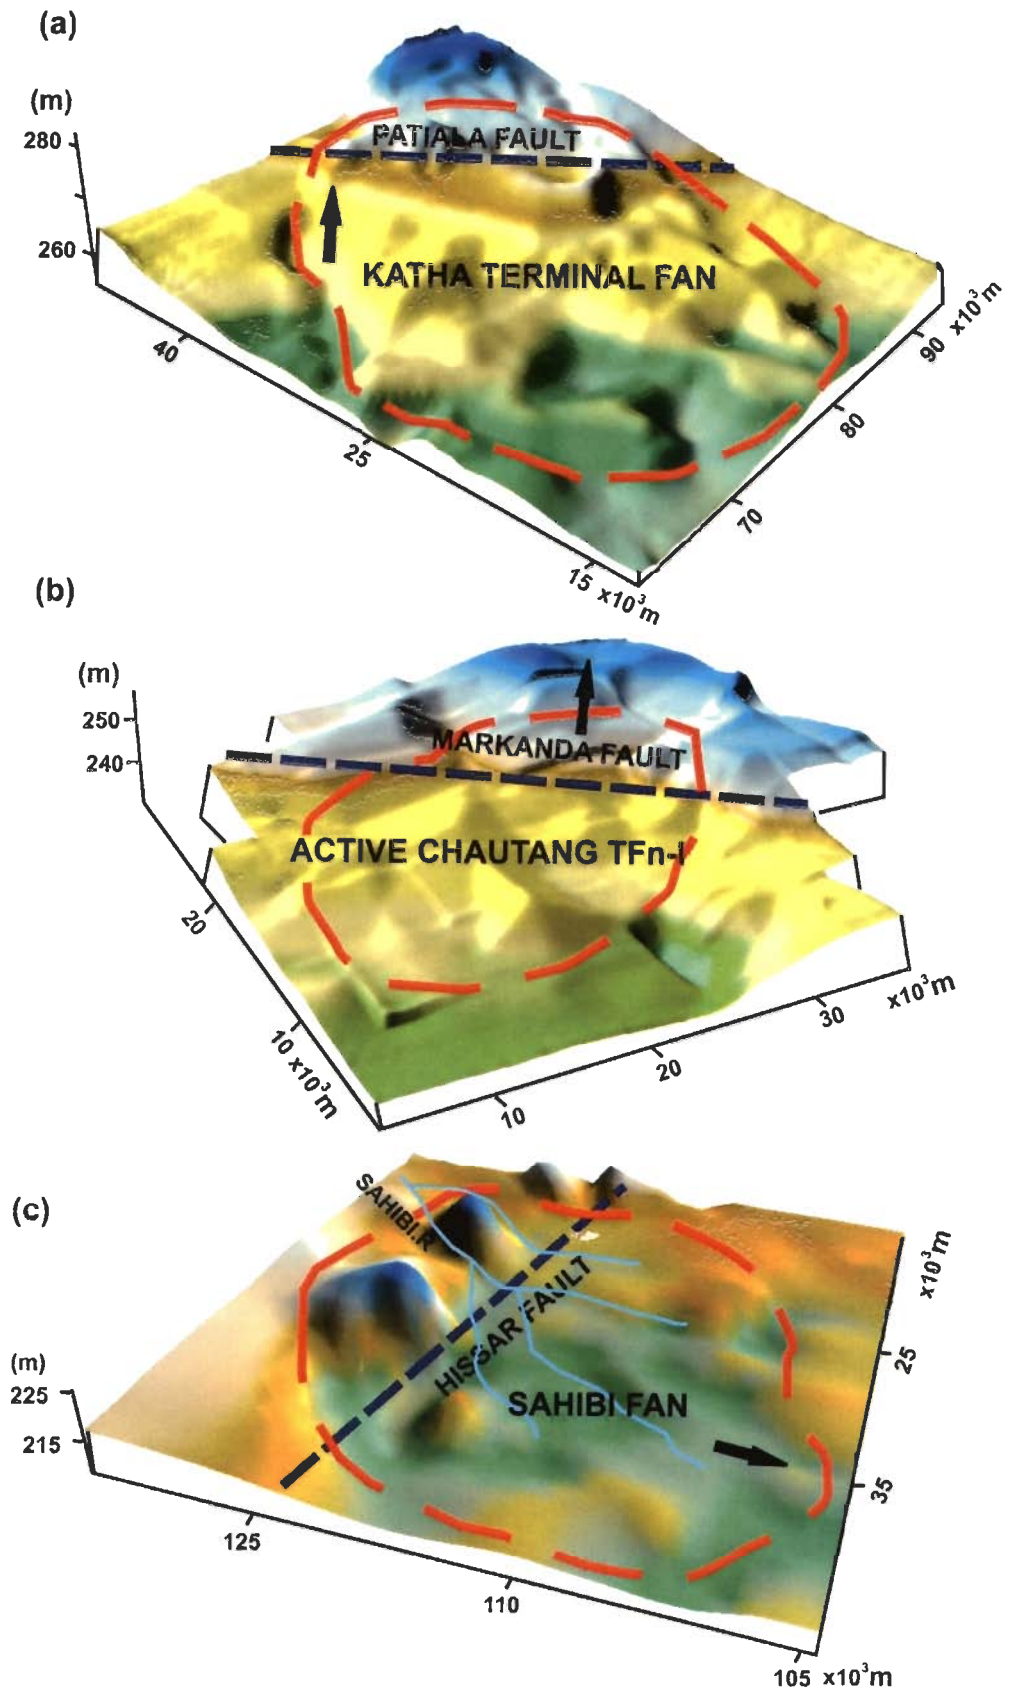 (a)
(m)
280
PATIALA FAULT
260
KATHA TERMINAL FAN
40
25
15 x10³m
70
80
90 x10³m
(b)
(m)
250
240
MARKANDA FAULT
ACTIVE CHAUTANG TFn-I
20
10 x10³m
10
20
30
x10³m
(c)
SAHIBI.R
HISSAR FAULT
SAHIBI FAN
(m)
225
215
125
110
105 x10³m
35
25
x10³m